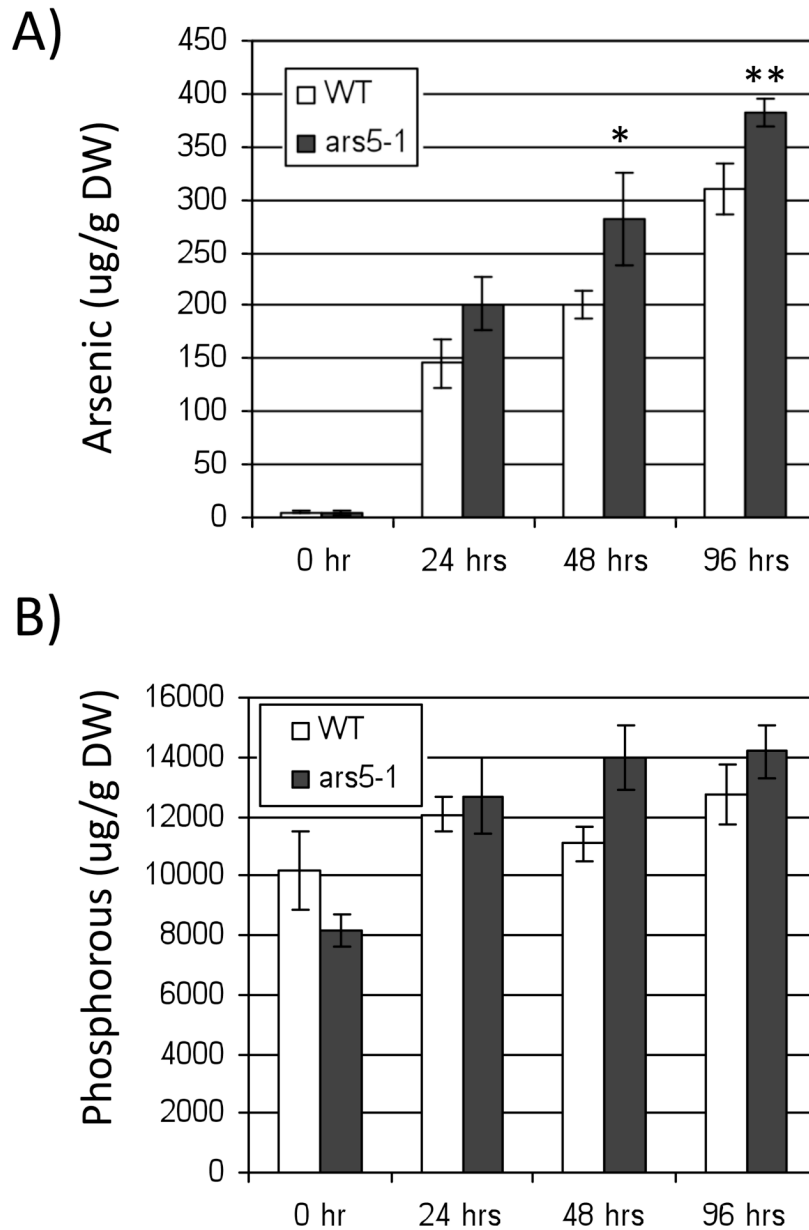 A)
Arsenic (ug/g DW)
450
400
350
300
250
200
150
100
50
0
WT
ars5-1
*
**
0 hr 24 hrs 48 hrs 96 hrs
B)
Phosphorous (ug/g DW)
16000
14000
12000
10000
8000
6000
4000
2000
0
WT
ars5-1
0 hr 24 hrs 48 hrs 96 hrs